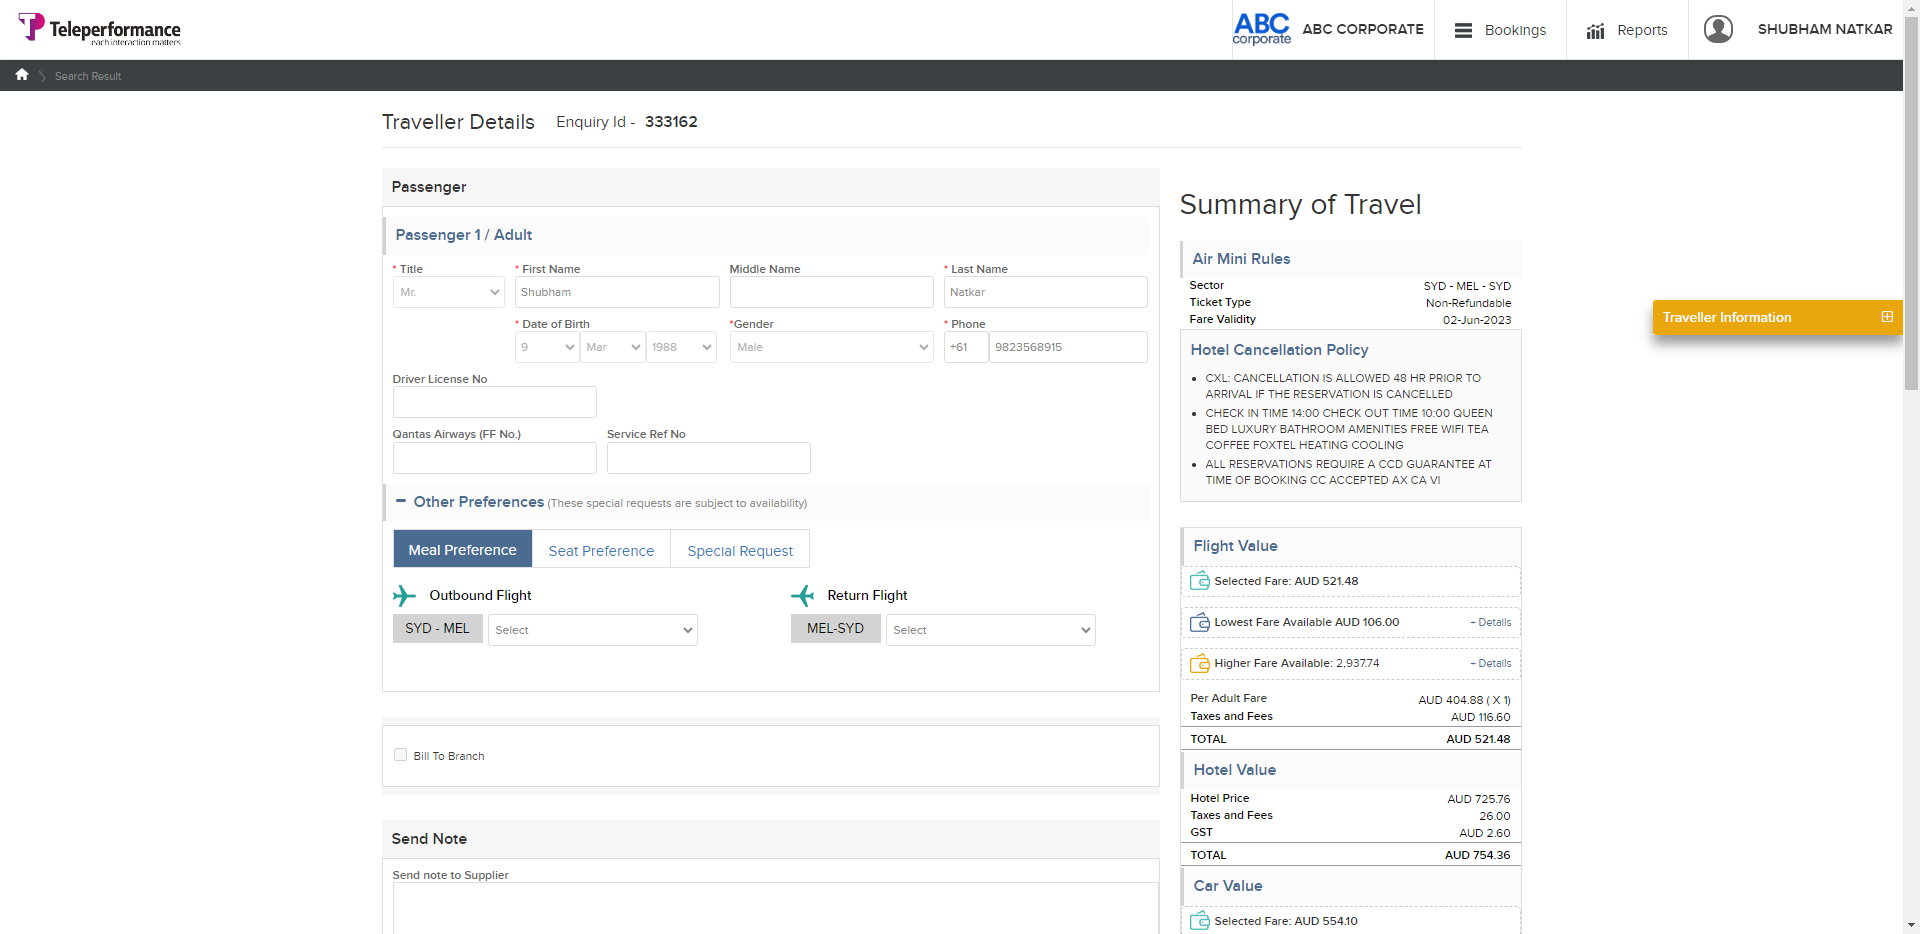 Teleperformance
each interaction matters
ABC
corporate
ABC CORPORATE
Bookings
Reports
SHUBHAM NATKAR
Search Result
Traveller Details
Enquiry Id - 333162
Passenger
Passenger 1 / Adult
* Title
* First Name
Middle Name
* Last Name
Mr.
Shubham
Natkar
* Date of Birth
*Gender
* Phone
9
Mar
1988
Male
+61
9823568915
Driver License No
Qantas Airways (FF No.)
Service Ref No
Other Preferences (These special requests are subject to availability)
Meal Preference
Seat Preference
Special Request
Outbound Flight
SYD - MEL
Select
Return Flight
MEL-SYD
Select
Bill To Branch
Send Note
Send note to Supplier
Summary of Travel
Air Mini Rules
Sector SYD - MEL - SYD
Ticket Type Non-Refundable
Fare Validity 02-Jun-2023
Hotel Cancellation Policy
• CXL: CANCELLATION IS ALLOWED 48 HR PRIOR TO
ARRIVAL IF THE RESERVATION IS CANCELLED
• CHECK IN TIME 14:00 CHECK OUT TIME 10:00 QUEEN
BED LUXURY BATHROOM AMENITIES FREE WIFI TEA
COFFEE FOXTEL HEATING COOLING
• ALL RESERVATIONS REQUIRE A CCD GUARANTEE AT
TIME OF BOOKING CC ACCEPTED AX CA VI
Flight Value
Selected Fare: AUD 521.48
Lowest Fare Available AUD 106.00 + Details
Higher Fare Available: 2,937.74 + Details
Per Adult Fare AUD 404.88 ( X 1)
Taxes and Fees AUD 116.60
TOTAL AUD 521.48
Hotel Value
Hotel Price AUD 725.76
Taxes and Fees 26.00
GST AUD 2.60
TOTAL AUD 754.36
Car Value
Selected Fare: AUD 554.10
Traveller Information